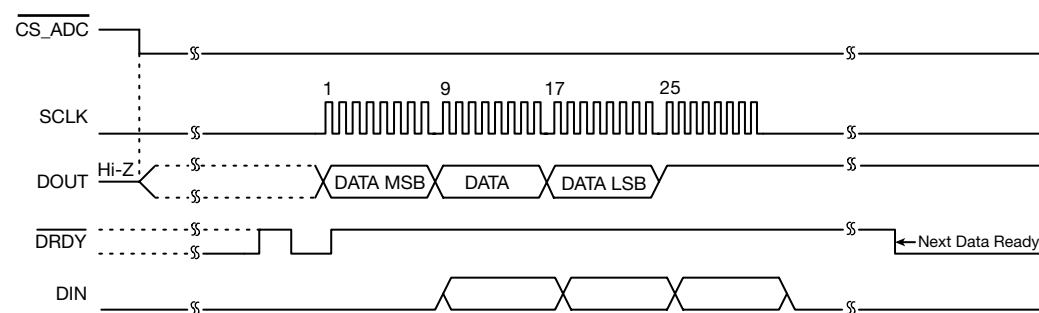 CS_ADC
1 9 17 25
SCLK
Hi-Z
DOUT DATA MSB DATA DATA LSB
DRDY Next Data Ready
DIN